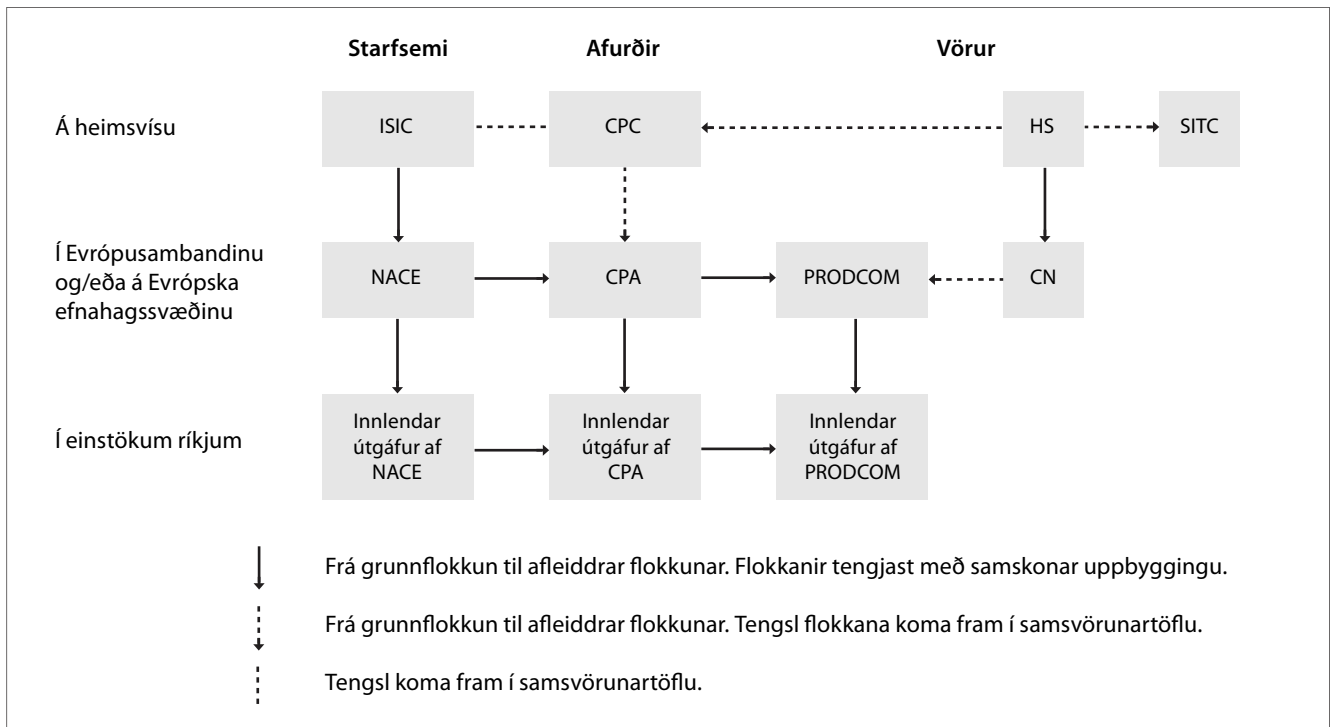 Starfsemi Afurðir Vörur
Á heimsvísu
ISIC CPC HS SITC
Í Evrópusambandinu
og/eða á Evrópska
efnahagssvæðinu
NACE CPA PRODCOM CN
Í einstökum ríkjum
Innlendar
útgáfur af
NACE
Innlendar
útgáfur af
CPA
Innlendar
útgáfur af
PRODCOM
Frá grunnflokkun til afleiddrar flokkunar. Flokkanir tengjast með samskonar uppbyggingu.
Frá grunnflokkun til afleiddrar flokkunar. Tengsl flokkana koma fram í samsvörunartöflu.
Tengsl koma fram í samsvörunartöflu.